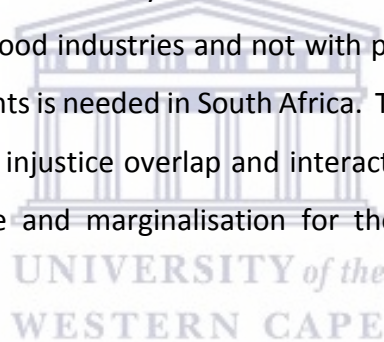 ood industries and not with p
nts is needed in South Africa. T
injustice overlap and interact
e and marginalisation for the
UNIVERSITY of the
WESTERN CAPE